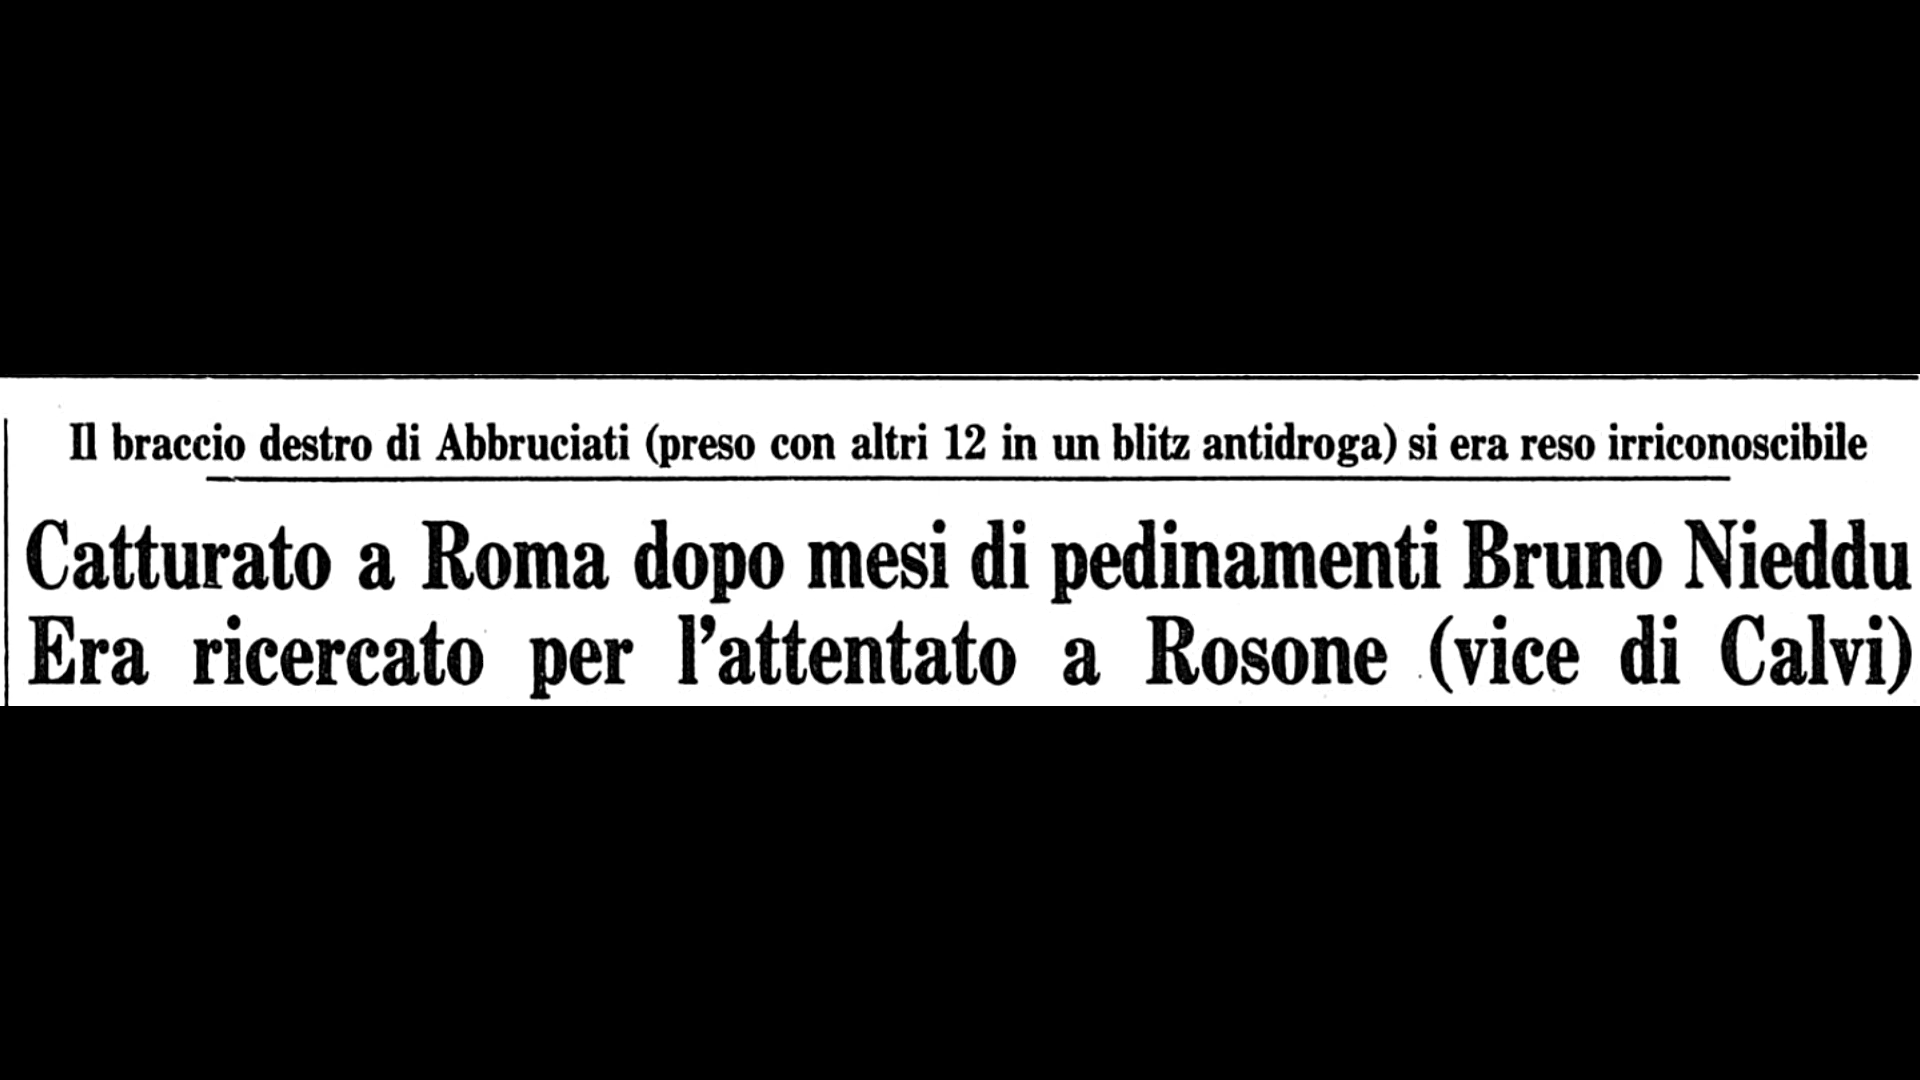 Il braccio destro di Abbruciati (preso con altri 12 in un blitz antidroga) si era reso irriconoscibile
Catturato a Roma dopo mesi di pedinamenti Bruno Nieddu
Era ricercato per l'attentato a Rosone (vice di Calvi)